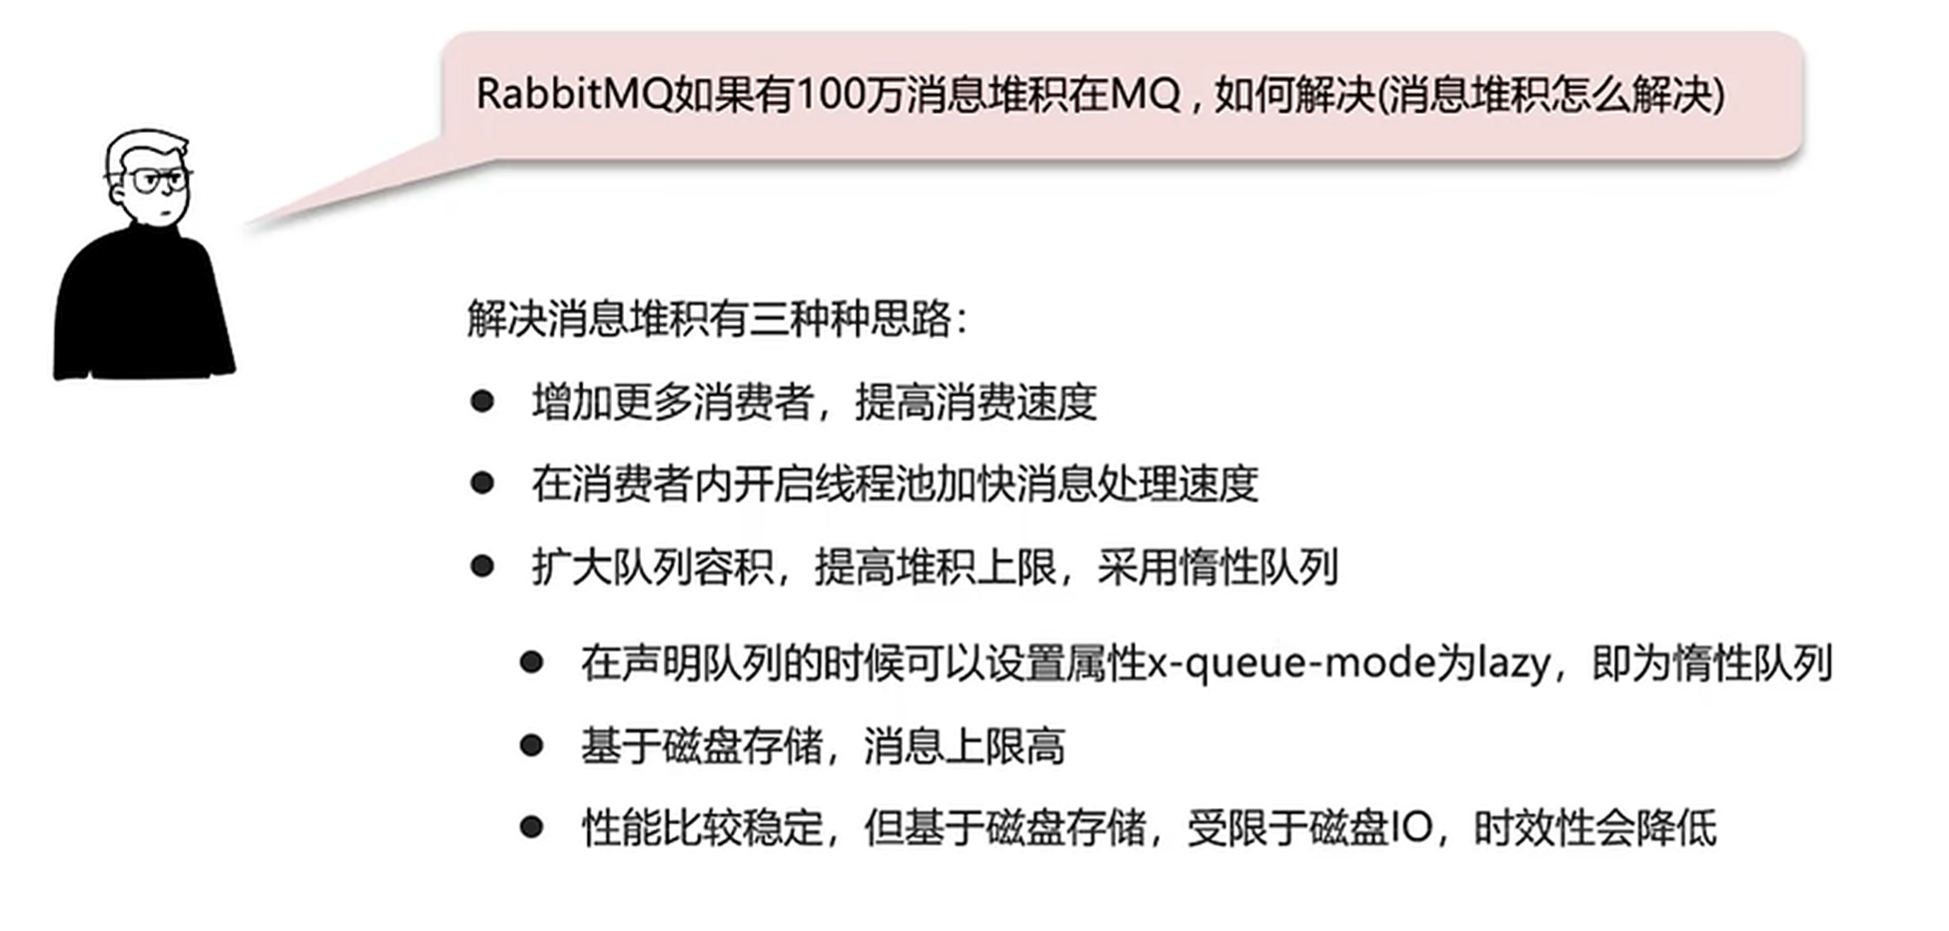 RabbitMQ如果有100万消息堆积在MQ , 如何解决(消息堆积怎么解决)
解决消息堆积有三种种思路：
● 增加更多消费者，提高消费速度
● 在消费者内开启线程池加快消息处理速度
● 扩大队列容积，提高堆积上限，采用惰性队列
● 在声明队列的时候可以设置属性x-queue-mode为lazy，即为惰性队列
● 基于磁盘存储，消息上限高
● 性能比较稳定，但基于磁盘存储，受限于磁盘IO，时效性会降低